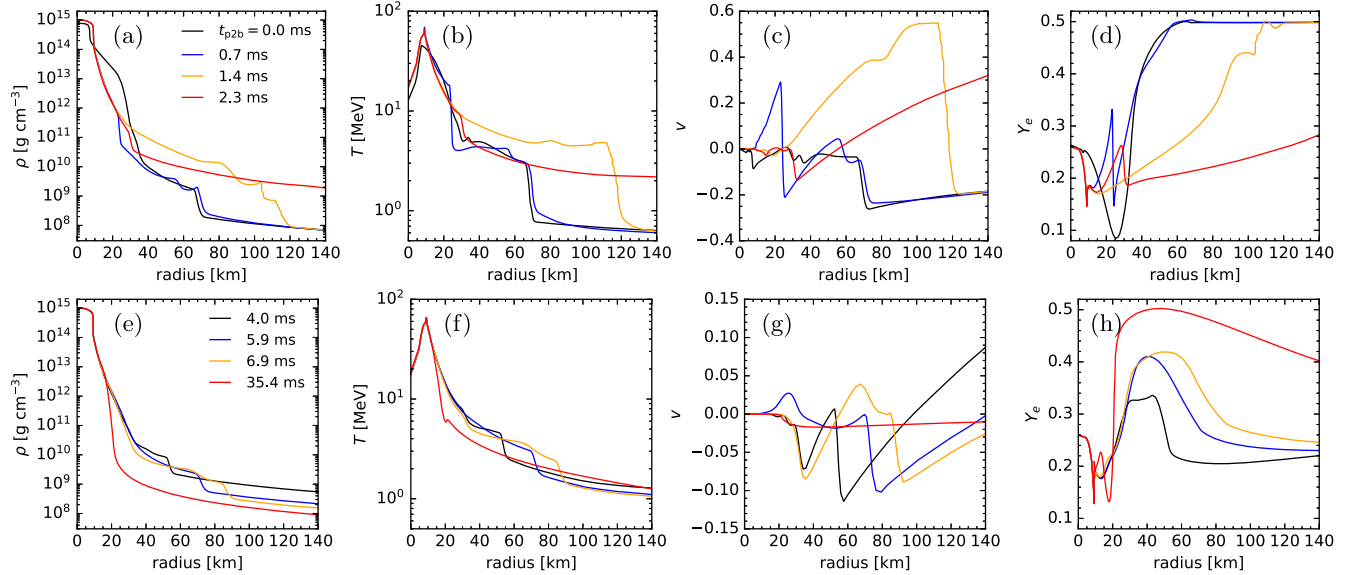 (a)
t_p2b = 0.0 ms
0.7 ms
1.4 ms
2.3 ms
10^15
10^14
10^13
10^12
10^11
10^10
10^9
10^8
ρ [g cm^−3]
0 20 40 60 80 100 120 140
radius [km]
(b)
10^2
10^1
10^0
T [MeV]
0 20 40 60 80 100 120 140
radius [km]
(c)
0.6
0.4
0.2
0.0
−0.2
−0.4
v
0 20 40 60 80 100 120 140
radius [km]
(d)
0.5
0.4
0.3
0.2
0.1
Y_e
0 20 40 60 80 100 120 140
radius [km]
(e)
4.0 ms
5.9 ms
6.9 ms
35.4 ms
10^15
10^14
10^13
10^12
10^11
10^10
10^9
10^8
ρ [g cm^−3]
0 20 40 60 80 100 120 140
radius [km]
(f)
10^2
10^1
10^0
T [MeV]
0 20 40 60 80 100 120 140
radius [km]
(g)
0.15
0.10
0.05
0.00
−0.05
−0.10
−0.15
v
0 20 40 60 80 100 120 140
radius [km]
(h)
0.5
0.4
0.3
0.2
0.1
Y_e
0 20 40 60 80 100 120 140
radius [km]